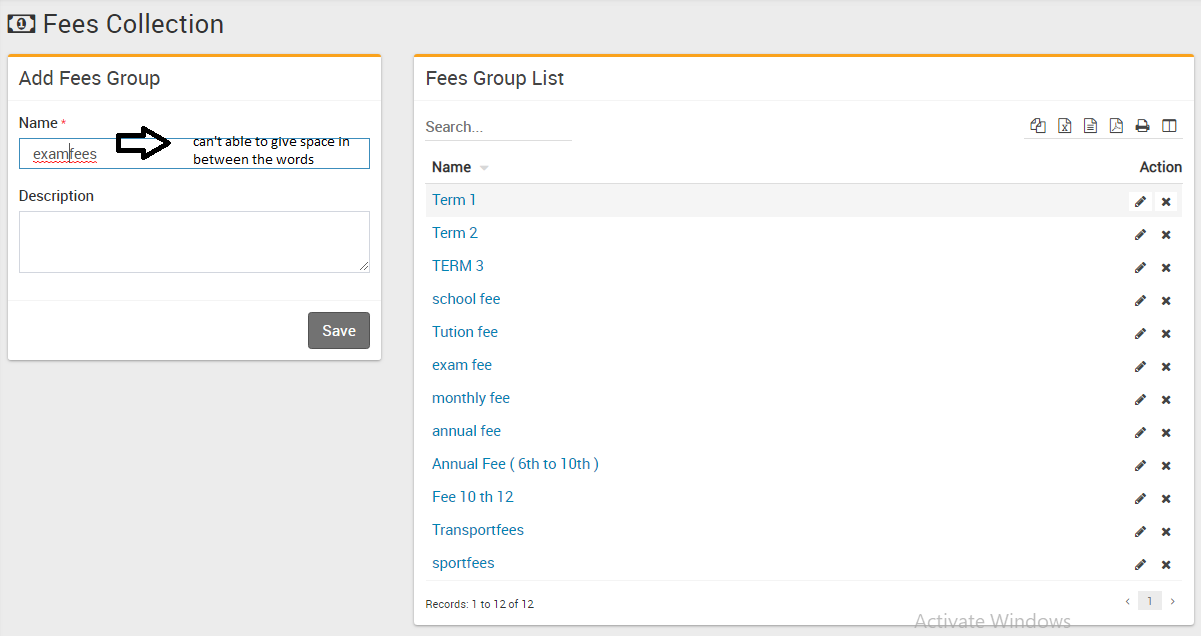 Fees Collection
Add Fees Group
Name *
examfees
can't able to give space in
between the words
Description
Save
Fees Group List
Search...
Name
Action
Term 1
Term 2
TERM 3
school fee
Tution fee
exam fee
monthly fee
annual fee
Annual Fee ( 6th to 10th )
Fee 10 th 12
Transportfees
sportfees
Records: 1 to 12 of 12
‹ 1 ›
Activate Windows